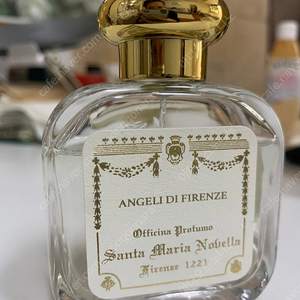 ANGELI DI FIRENZE
Officina Profumo
Santa Maria Novella
Firenze 1221